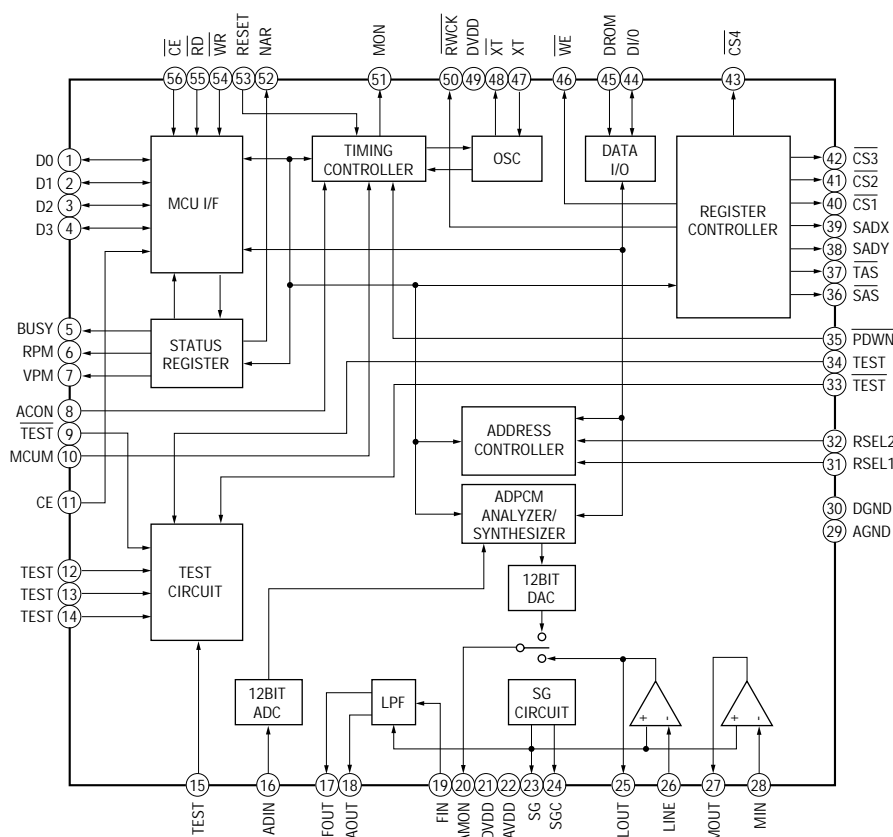 CE
RD
WR
RESET
NAR
MON
RWCK
DVDD
XT
XT
WE
DROM
DI/O
CS4
56
55
54
53
52
51
50
49
48
47
46
45
44
43
D0
1
D1
2
D2
3
D3
4
BUSY
5
RPM
6
VPM
7
ACON
8
TEST
9
MCUM
10
CE
11
TEST
12
TEST
13
TEST
14
MCU I/F
TIMING
CONTROLLER
OSC
DATA
I/O
REGISTER
CONTROLLER
STATUS
REGISTER
ADDRESS
CONTROLLER
ADPCM
ANALYZER/
SYNTHESIZER
TEST
CIRCUIT
12BIT
DAC
12BIT
ADC
LPF
SG
CIRCUIT
+
-
+
-
42
CS3
41
CS2
40
CS1
39
SADX
38
SADY
37
TAS
36
SAS
35
PDWN
34
TEST
33
TEST
32
RSEL2
31
RSEL1
30
DGND
29
AGND
15
16
17
18
19
20
21
22
23
24
25
26
27
28
TEST
ADIN
FOUT
AOUT
FIN
AMON
DVDD
AVDD
SG
SGC
LOUT
LINE
MOUT
MIN